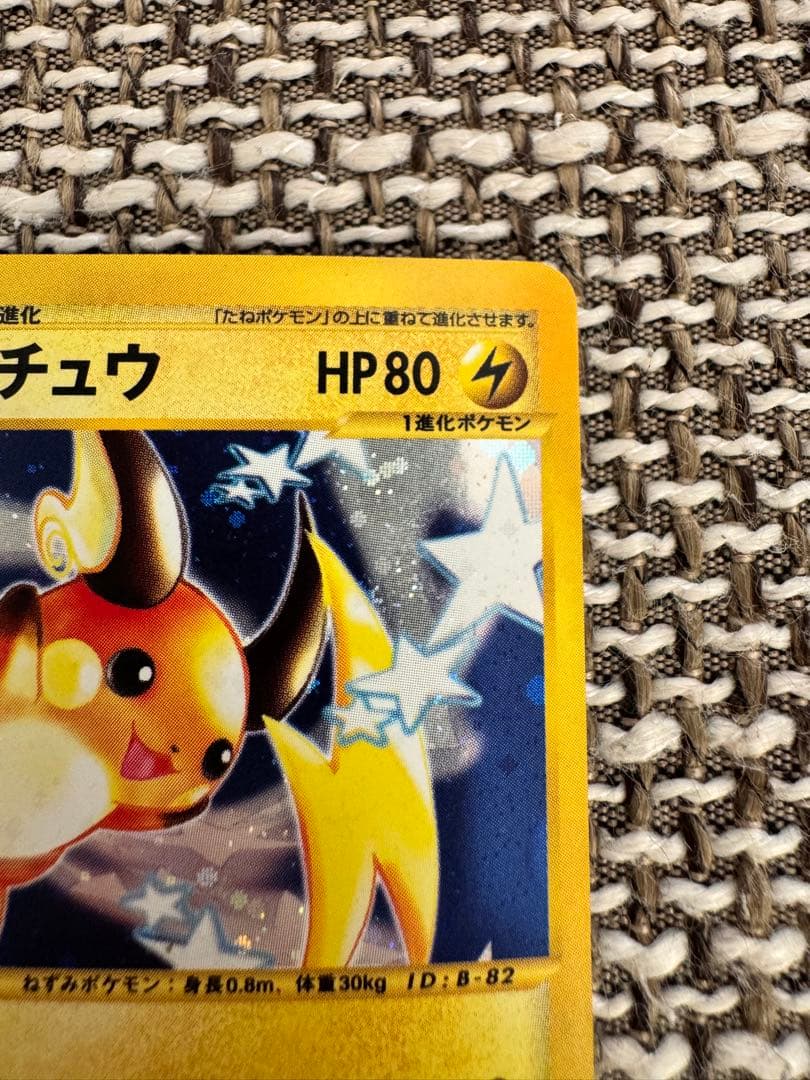 進化 「たねポケモン」の上に重ねて進化させます。
チュウ HP80
1進化ポケモン
ねずみポケモン：身長0.8m、体重30kg ID：B-82